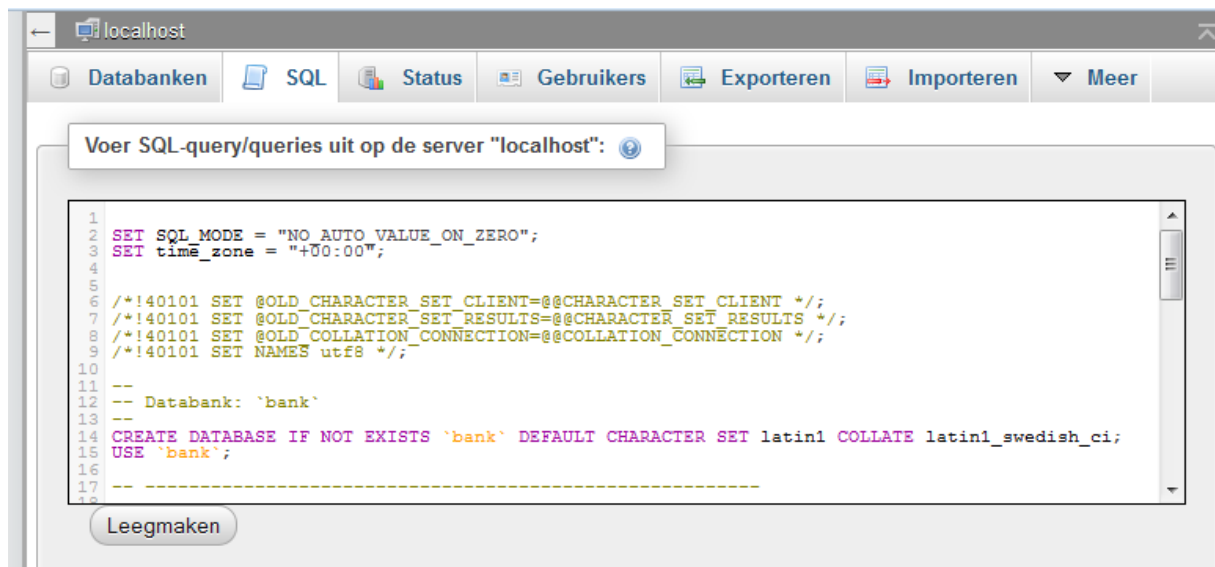 localhost
Databanken SQL Status Gebruikers Exporteren Importeren Meer
Voer SQL-query/queries uit op de server "localhost":
1
2 SET SQL_MODE = "NO_AUTO_VALUE_ON_ZERO";
3 SET time_zone = "+00:00";
4
5
6 /*!40101 SET @OLD_CHARACTER_SET_CLIENT=@@CHARACTER_SET_CLIENT */;
7 /*!40101 SET @OLD_CHARACTER_SET_RESULTS=@@CHARACTER_SET_RESULTS */;
8 /*!40101 SET @OLD_COLLATION_CONNECTION=@@COLLATION_CONNECTION */;
9 /*!40101 SET NAMES utf8 */;
10
11 --
12 -- Databank: `bank`
13 --
14 CREATE DATABASE IF NOT EXISTS `bank` DEFAULT CHARACTER SET latin1 COLLATE latin1_swedish_ci;
15 USE `bank`;
16
17 -- --------------------------------------------------------
18
Leegmaken